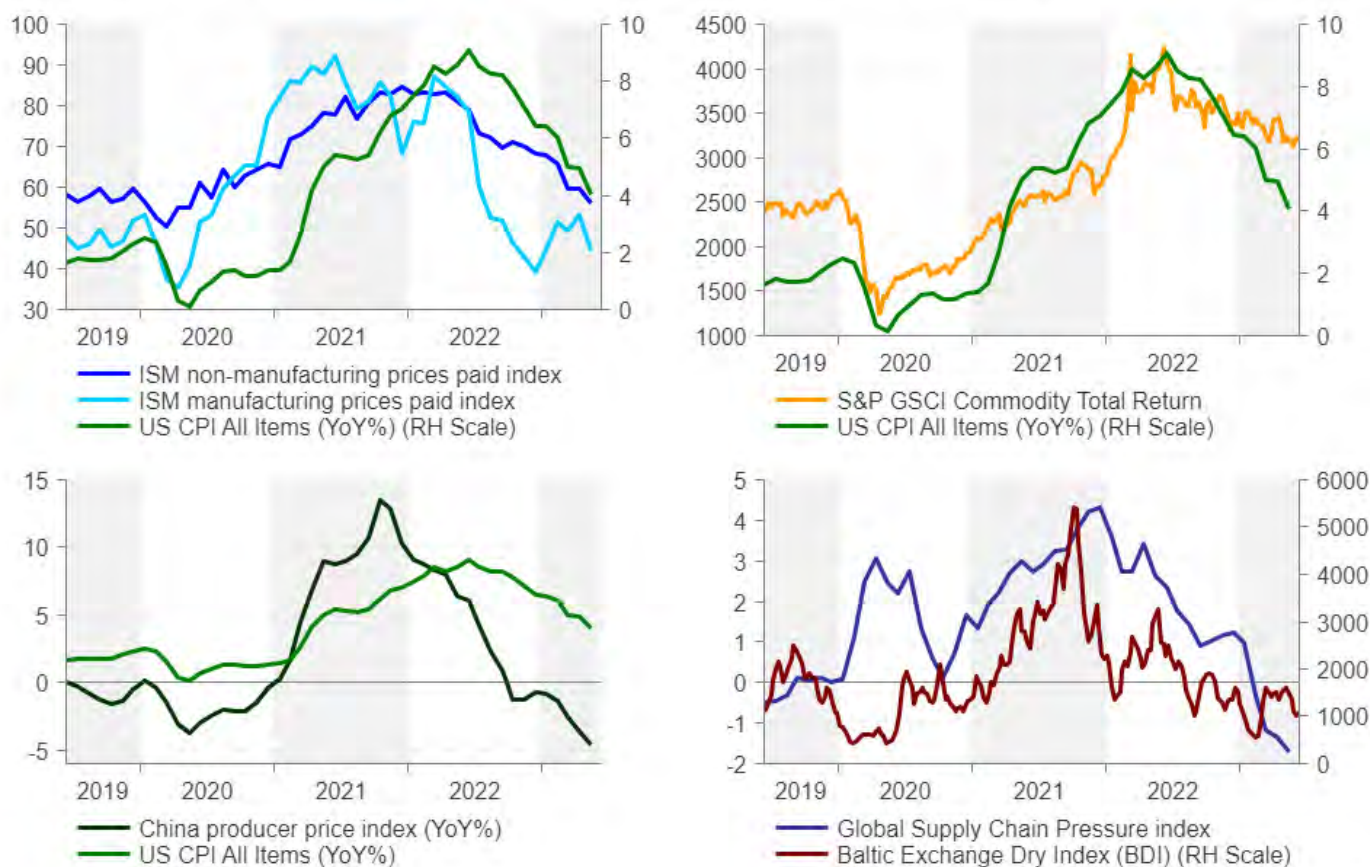 100 10
90 8
80
70 6
60
4
50
40 2
30 0
2019 2020 2021 2022
ISM non-manufacturing prices paid index
ISM manufacturing prices paid index
US CPI All Items (YoY%) (RH Scale)
4500 10
4000 8
3500
3000 6
2500 4
2000
2
1500
1000 0
2019 2020 2021 2022
S&P GSCI Commodity Total Return
US CPI All Items (YoY%) (RH Scale)
15
10
5
0
-5
2019 2020 2021 2022
China producer price index (YoY%)
US CPI All Items (YoY%)
5 6000
4 5000
3 4000
2
3000
1
2000
0
-1 1000
-2 0
2019 2020 2021 2022
Global Supply Chain Pressure index
Baltic Exchange Dry Index (BDI) (RH Scale)